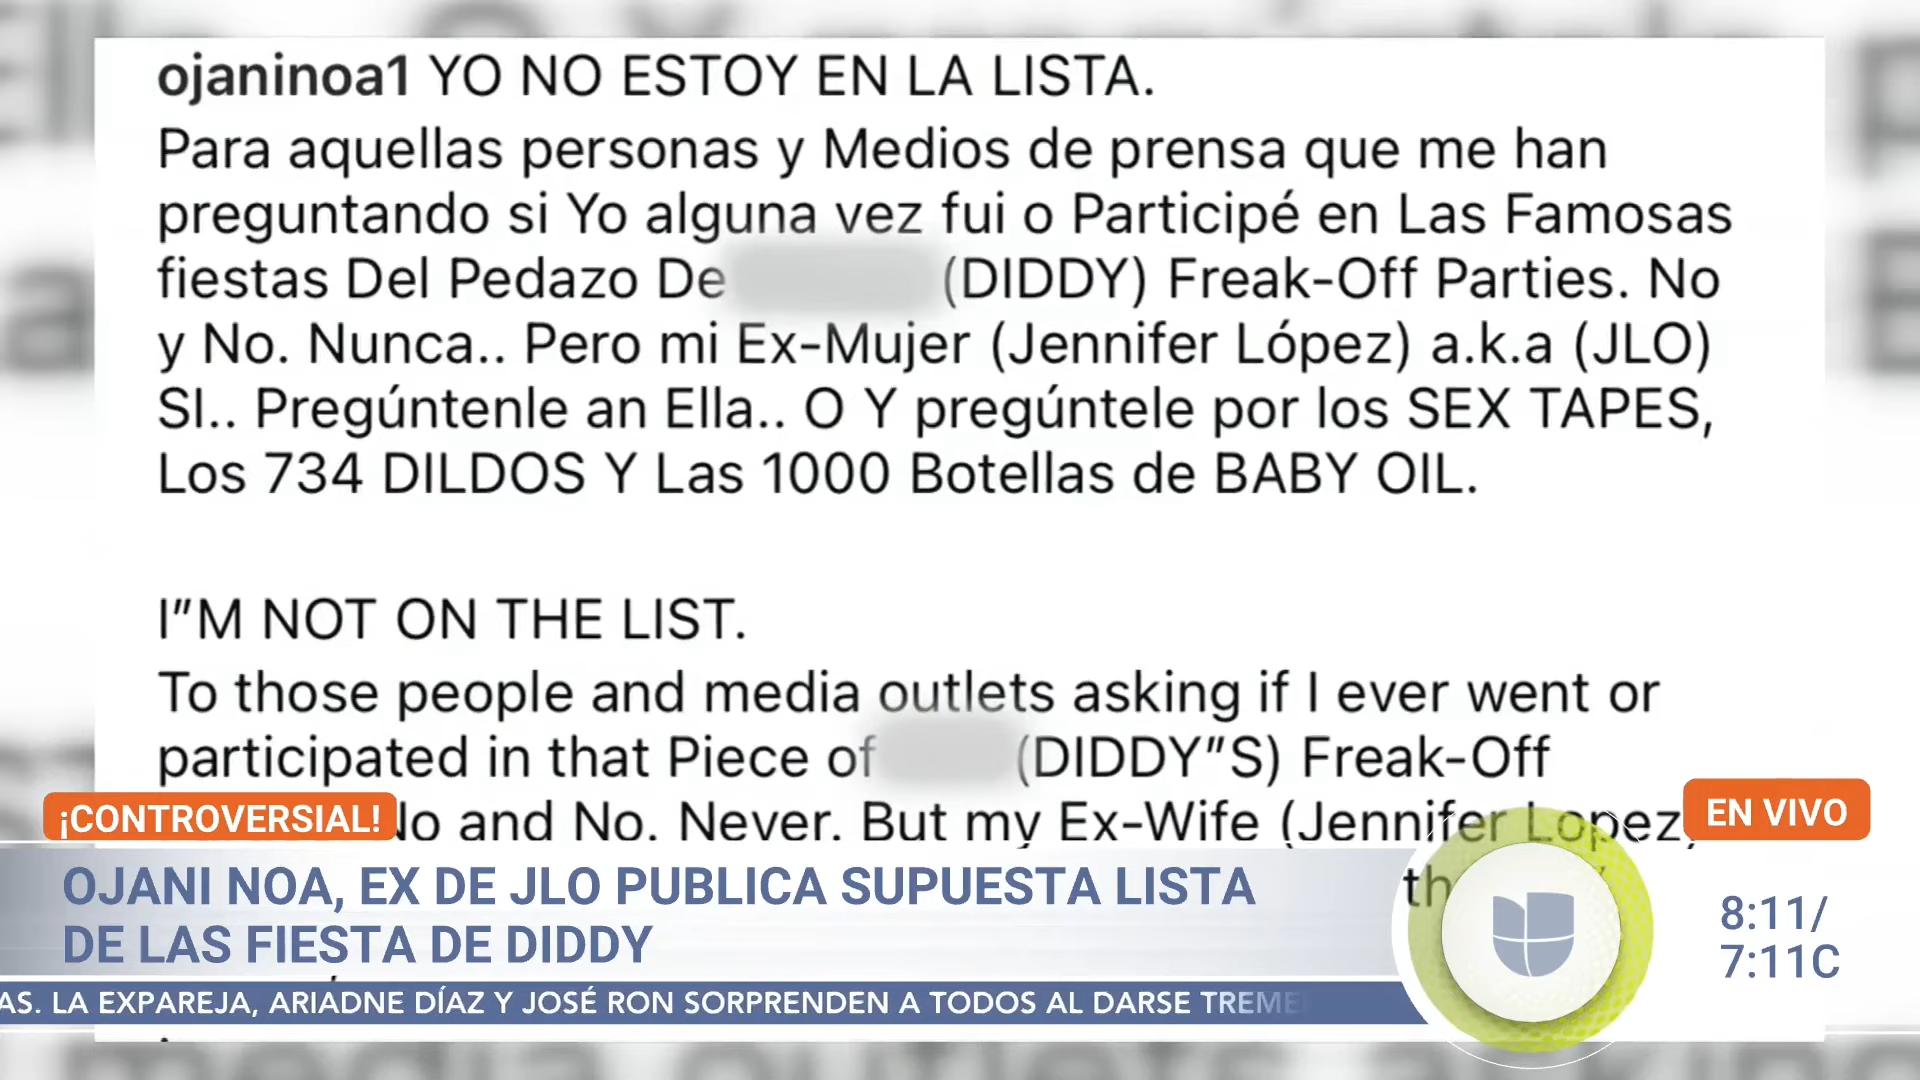 ojaninoa1 YO NO ESTOY EN LA LISTA.
Para aquellas personas y Medios de prensa que me han
preguntando si Yo alguna vez fui o Participé en Las Famosas
fiestas Del Pedazo De (DIDDY) Freak-Off Parties. No
y No. Nunca.. Pero mi Ex-Mujer (Jennifer López) a.k.a (JLO)
SI.. Pregúntenle an Ella.. O Y pregúntele por los SEX TAPES,
Los 734 DILDOS Y Las 1000 Botellas de BABY OIL.
I"M NOT ON THE LIST.
To those people and media outlets asking if I ever went or
participated in that Piece of (DIDDY"S) Freak-Off
No and No. Never. But my Ex-Wife (Jennifer Lopez)
¡CONTROVERSIAL!
EN VIVO
OJANI NOA, EX DE JLO PUBLICA SUPUESTA LISTA
DE LAS FIESTA DE DIDDY
8:11/
7:11C
AS. LA EXPAREJA, ARIADNE DÍAZ Y JOSÉ RON SORPRENDEN A TODOS AL DARSE TREME